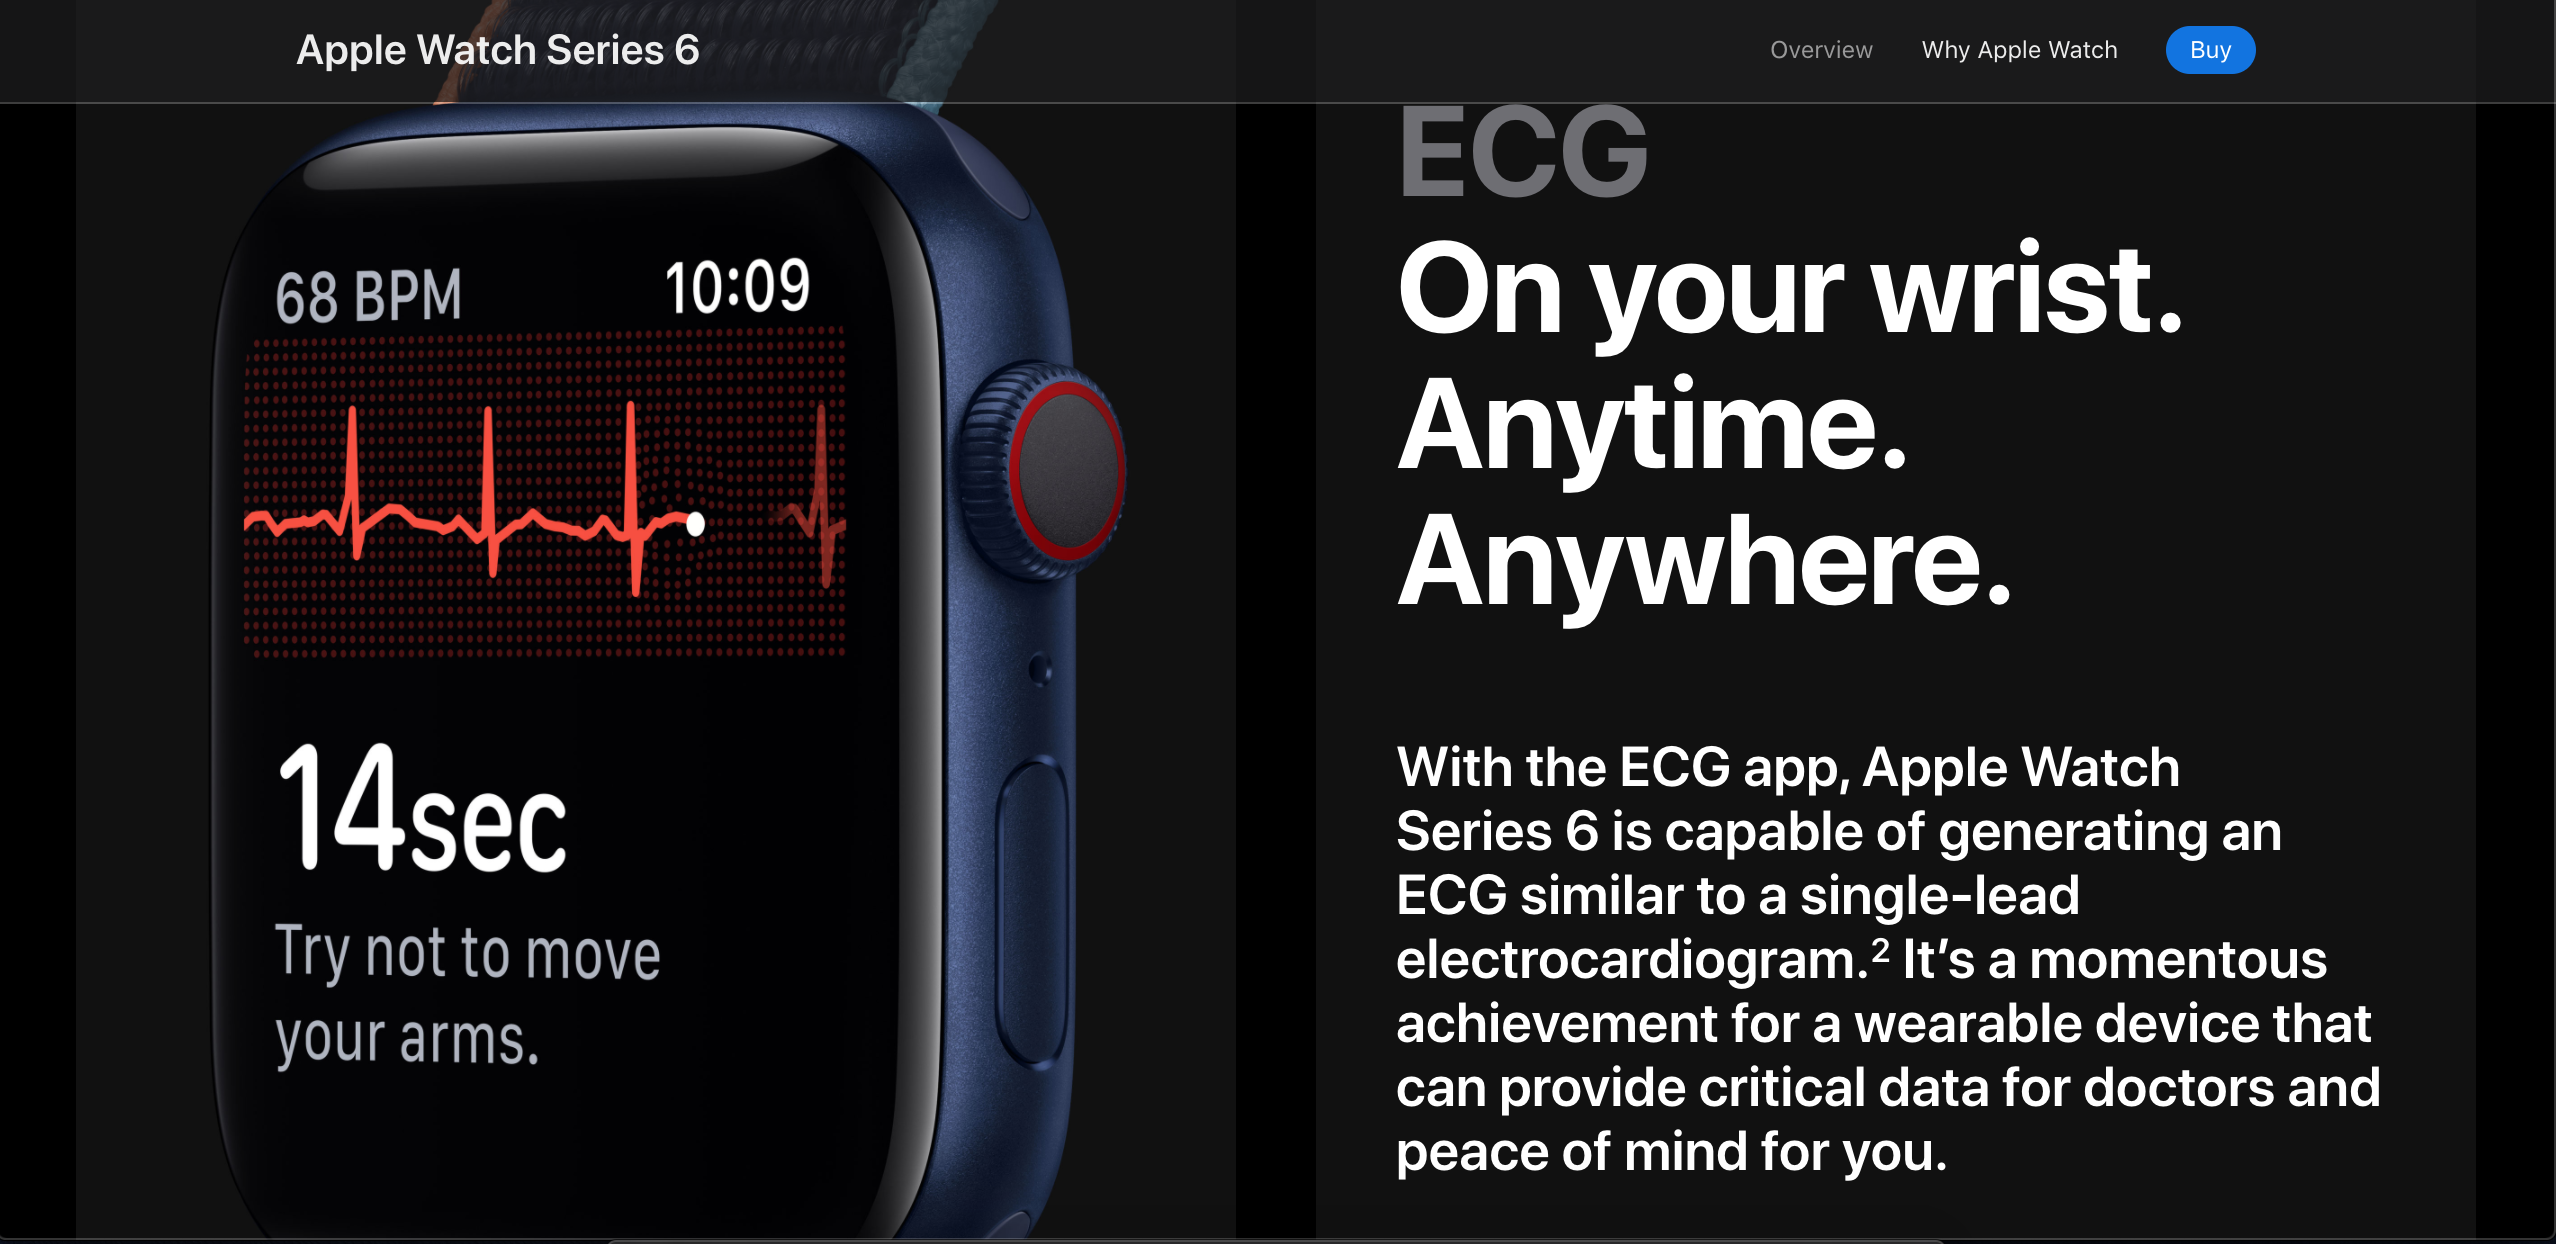 Apple Watch Series 6
Overview
Why Apple Watch
Buy
68 BPM
10:09
14sec
Try not to move
your arms.
ECG
On your wrist.
Anytime.
Anywhere.
With the ECG app, Apple Watch
Series 6 is capable of generating an
ECG similar to a single-lead
electrocardiogram.² It’s a momentous
achievement for a wearable device that
can provide critical data for doctors and
peace of mind for you.